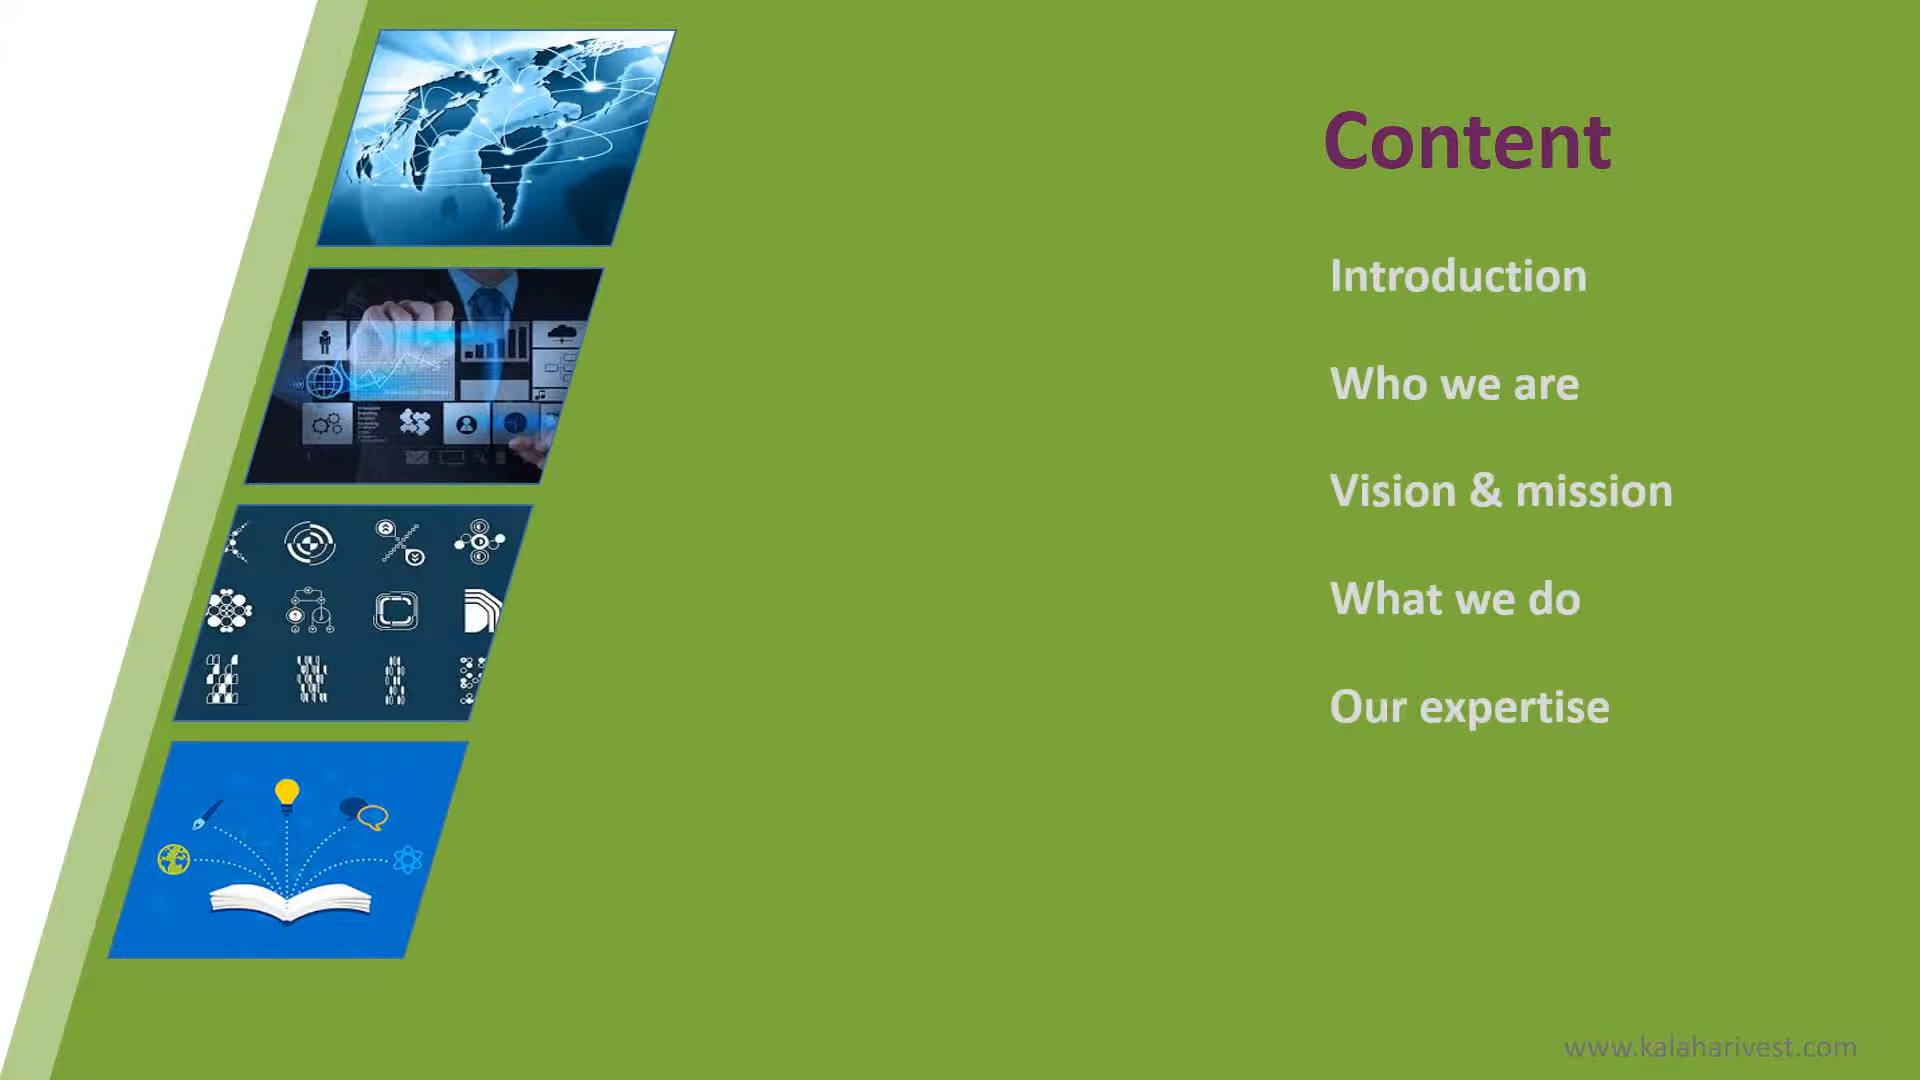 Content
Introduction
Who we are
Vision & mission
What we do
Our expertise
www.kalaharivest.com